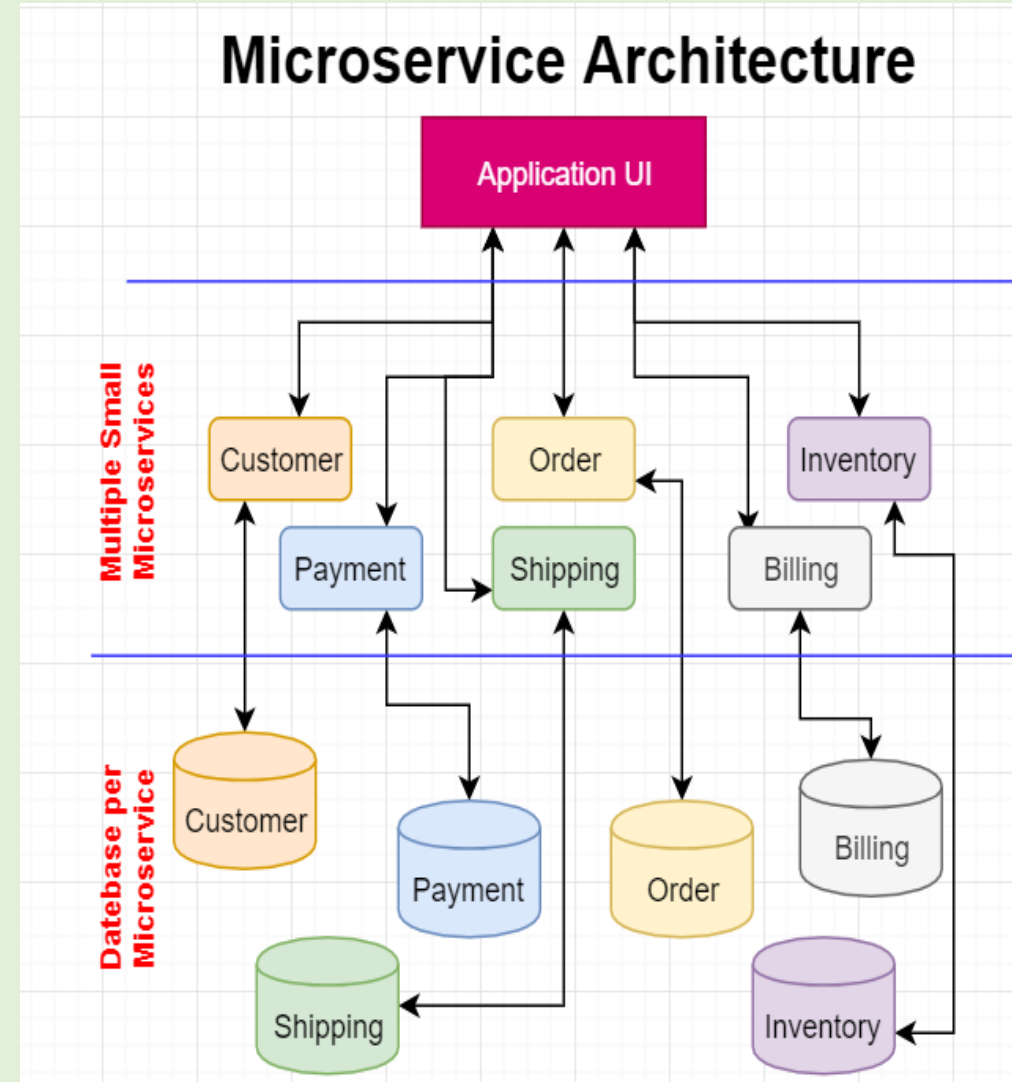 Microservice Architecture
Application UI
Multiple Small
Microservices
Customer
Order
Inventory
Payment
Shipping
Billing
Datebase per
Microservice
Customer
Payment
Order
Billing
Shipping
Inventory